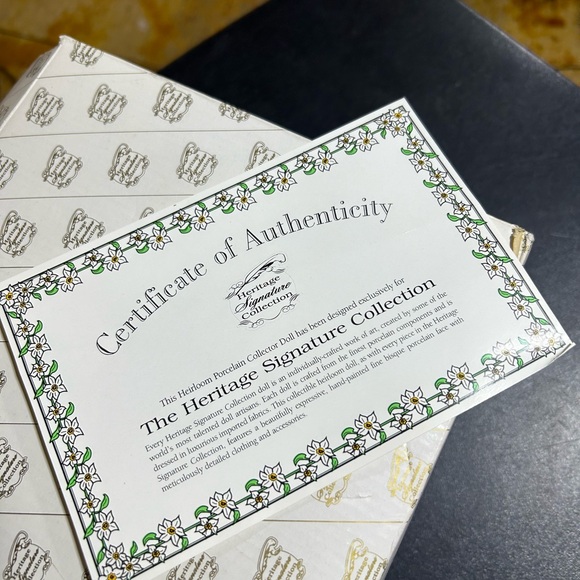 Certificate of Authenticity
Heritage
Signature
Collection
This Heirloom Porcelain Collector Doll has been designed exclusively for
The Heritage Signature Collection
Every Heritage Signature Collection doll is an individually-crafted work of art, created by some of the
world's most talented doll artisans. Each doll is crafted from the finest porcelain components and is
dressed in luxurious imported fabrics. This collectible heirloom doll, as with every piece in the Heritage
Signature Collection, features a beautifully expressive, hand-painted fine bisque porcelain face with
meticulously detailed clothing and accessories.